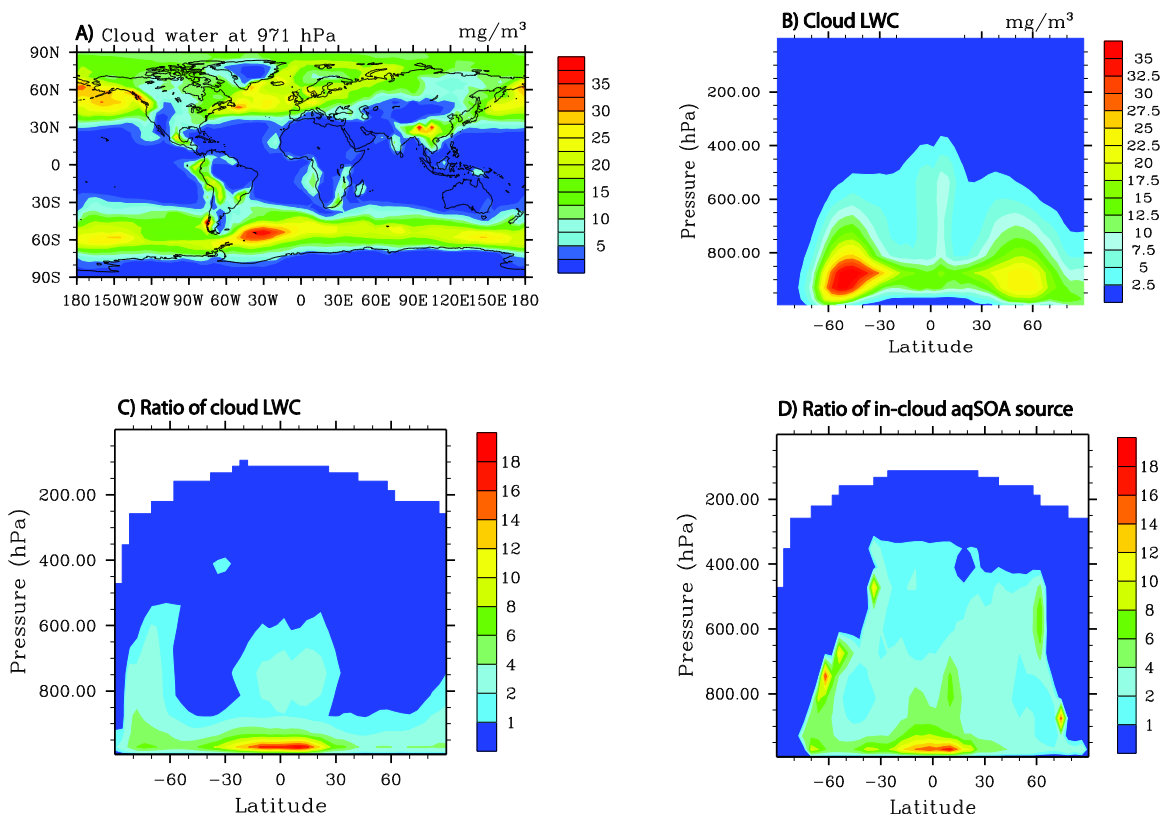 A) Cloud water at 971 hPa mg/m³
90N
60N
30N
0
30S
60S
90S
180 150W 120W 90W 60W 30W 0 30E 60E 90E 120E 150E 180
35
30
25
20
15
10
5
B) Cloud LWC mg/m³
Pressure (hPa)
200.00
400.00
600.00
800.00
-60 -30 0 30 60
Latitude
35
32.5
30
27.5
25
22.5
20
17.5
15
12.5
10
7.5
5
2.5
C) Ratio of cloud LWC
Pressure (hPa)
200.00
400.00
600.00
800.00
-60 0 60
Latitude
18
16
14
12
10
8
6
4
2
1
D) Ratio of in-cloud aqSOA source
Pressure (hPa)
200.00
400.00
600.00
800.00
-60 0 60
Latitude
18
16
14
12
10
8
6
4
2
1